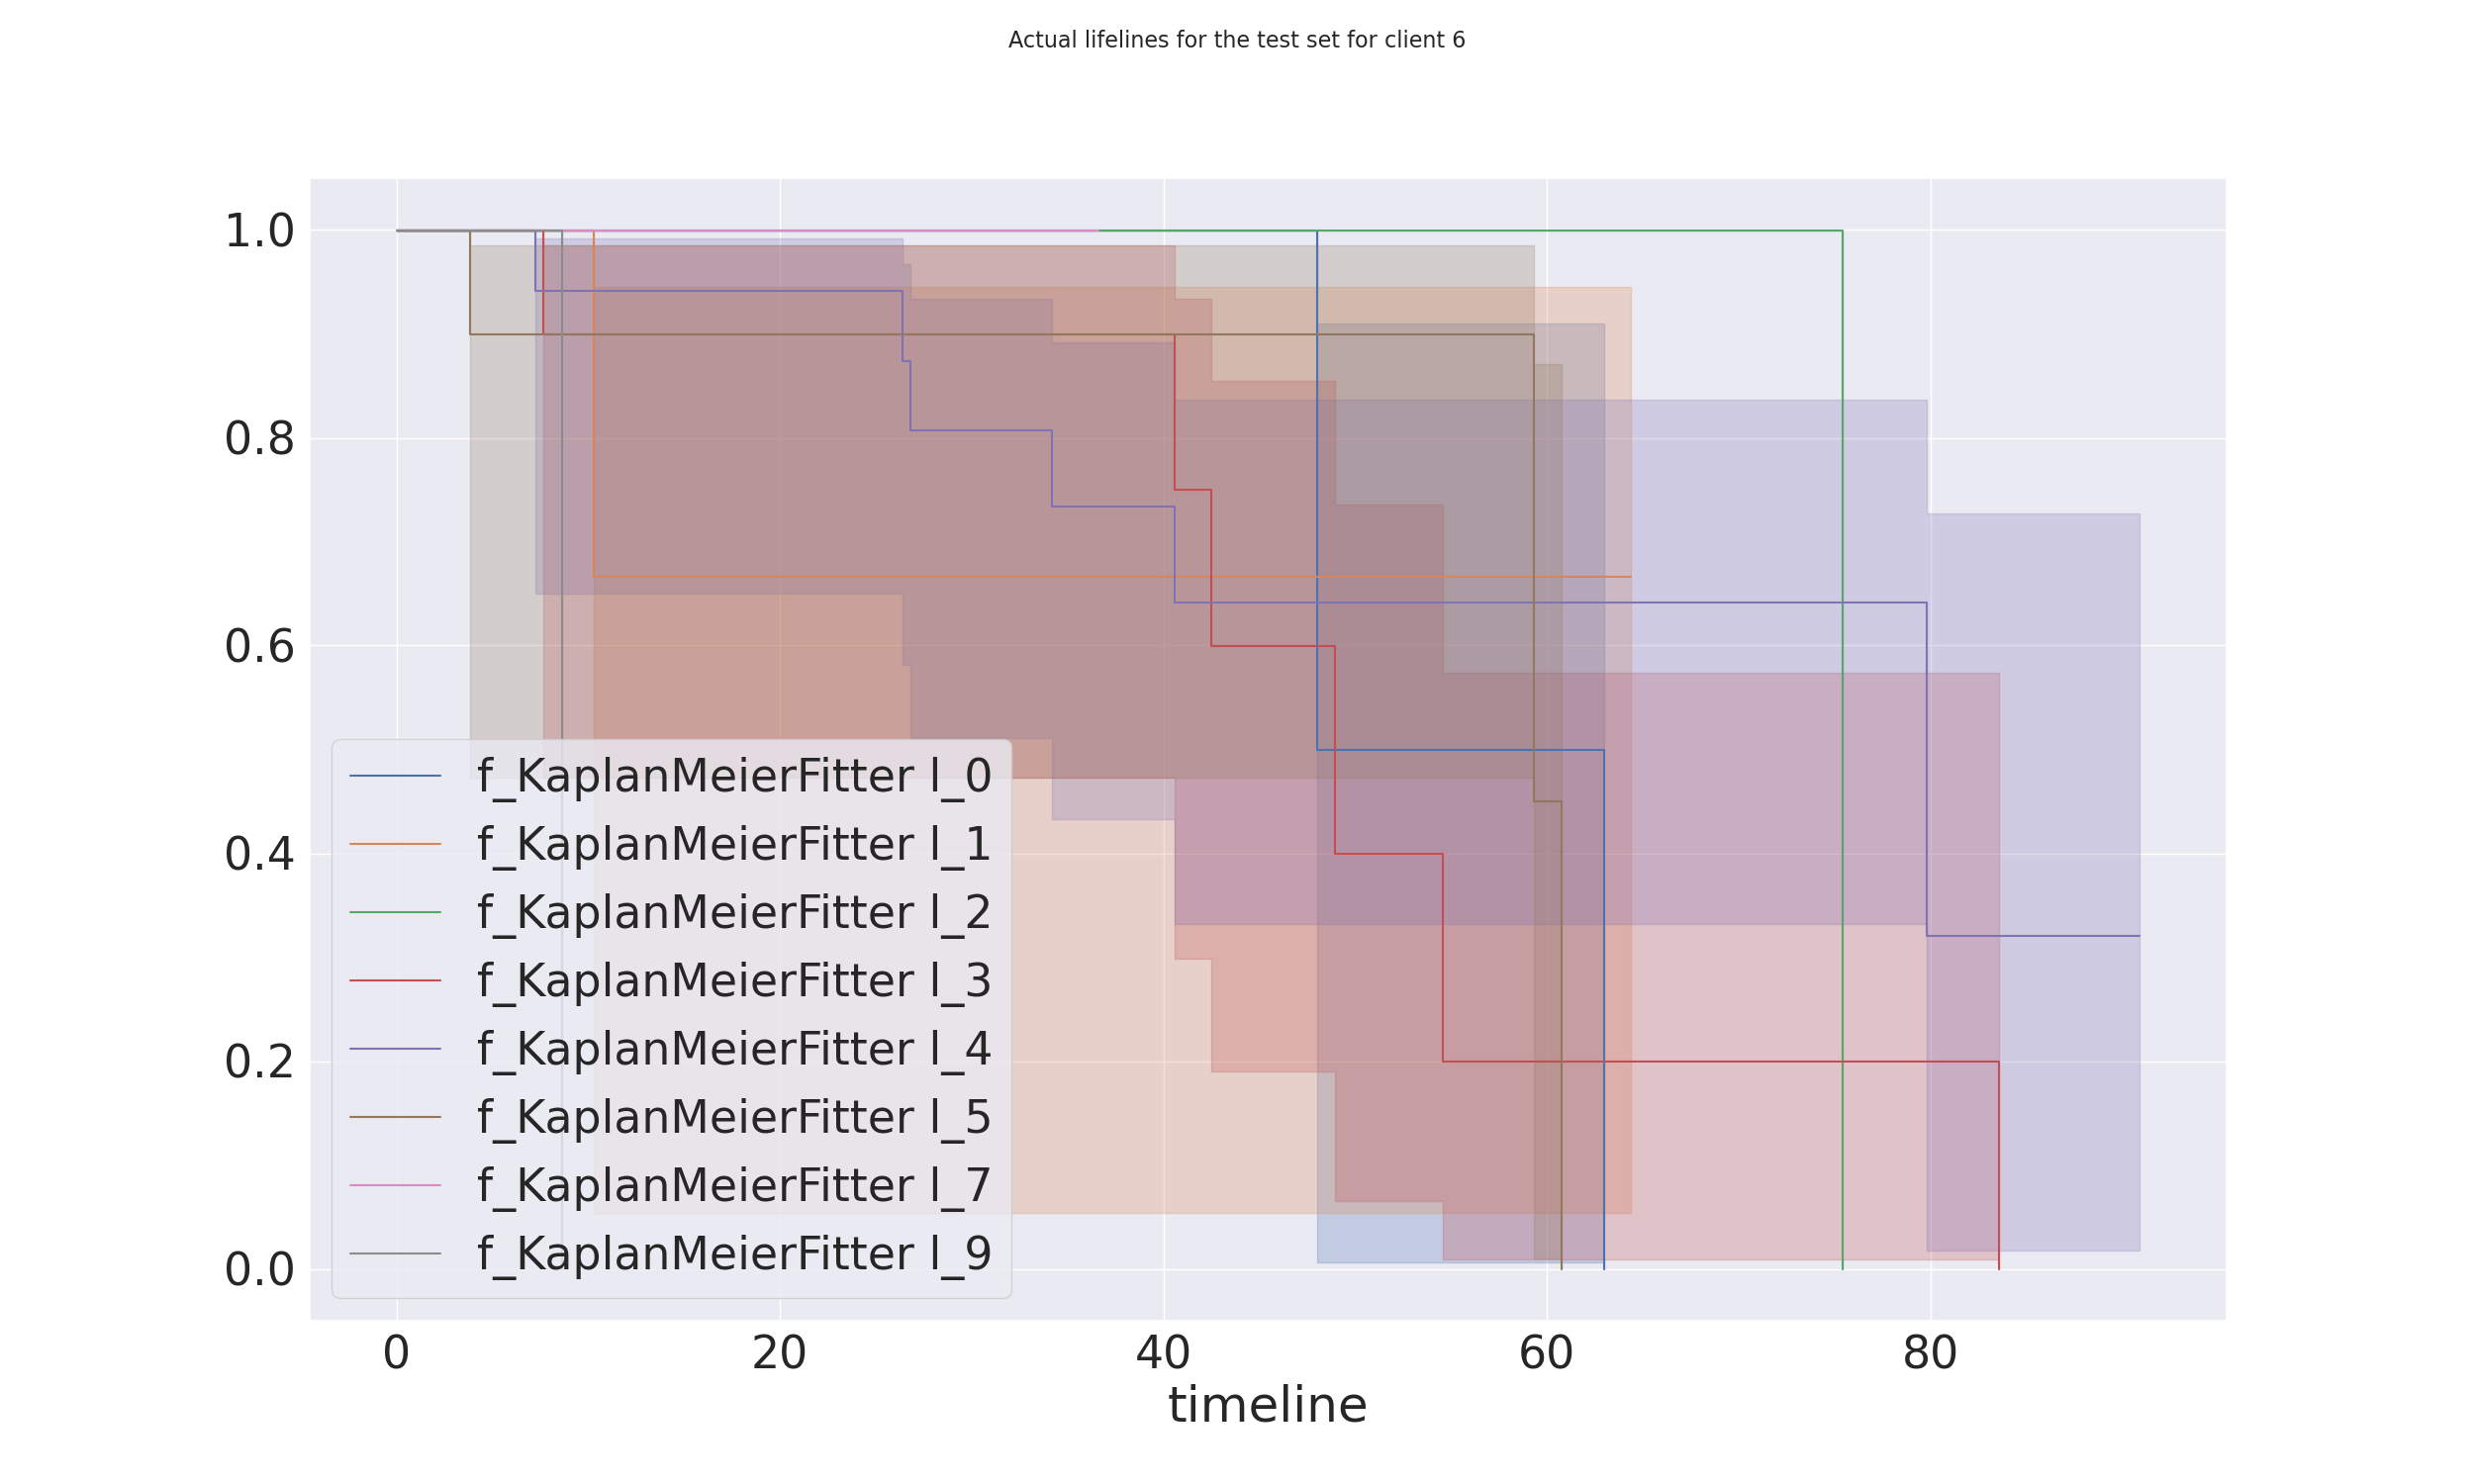 Actual lifelines for the test set for client 6
1.0
0.8
0.6
0.4
0.2
0.0
f_KaplanMeierFitter l_0
f_KaplanMeierFitter l_1
f_KaplanMeierFitter l_2
f_KaplanMeierFitter l_3
f_KaplanMeierFitter l_4
f_KaplanMeierFitter l_5
f_KaplanMeierFitter l_7
f_KaplanMeierFitter l_9
0 20 40 60 80
timeline